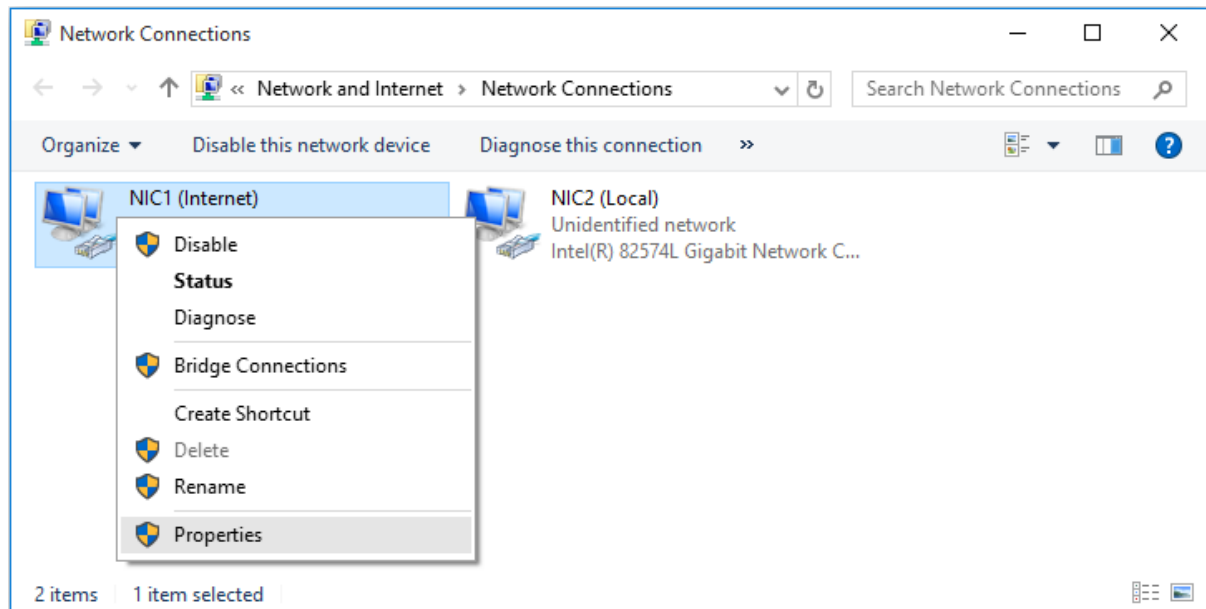 Network Connections
« Network and Internet > Network Connections
Search Network Connections
Organize Disable this network device Diagnose this connection »
NIC1 (Internet)
NIC2 (Local)
Unidentified network
Intel(R) 82574L Gigabit Network C...
Disable
Status
Diagnose
Bridge Connections
Create Shortcut
Delete
Rename
Properties
2 items 1 item selected